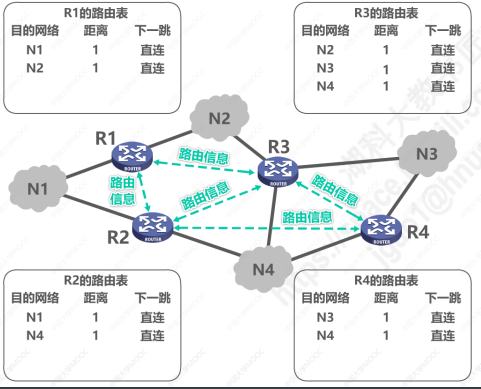 R1的路由表
目的网络 距离 下一跳
N1 1 直连
N2 1 直连
R3的路由表
目的网络 距离 下一跳
N2 1 直连
N3 1 直连
N4 1 直连
N2
R1
ROUTER
路由信息
R3
ROUTER
N3
N1
路由
信息
路由信息
路由信息
路由信息
R2
ROUTER
R4
ROUTER
N4
R2的路由表
目的网络 距离 下一跳
N1 1 直连
N4 1 直连
R4的路由表
目的网络 距离 下一跳
N3 1 直连
N4 1 直连